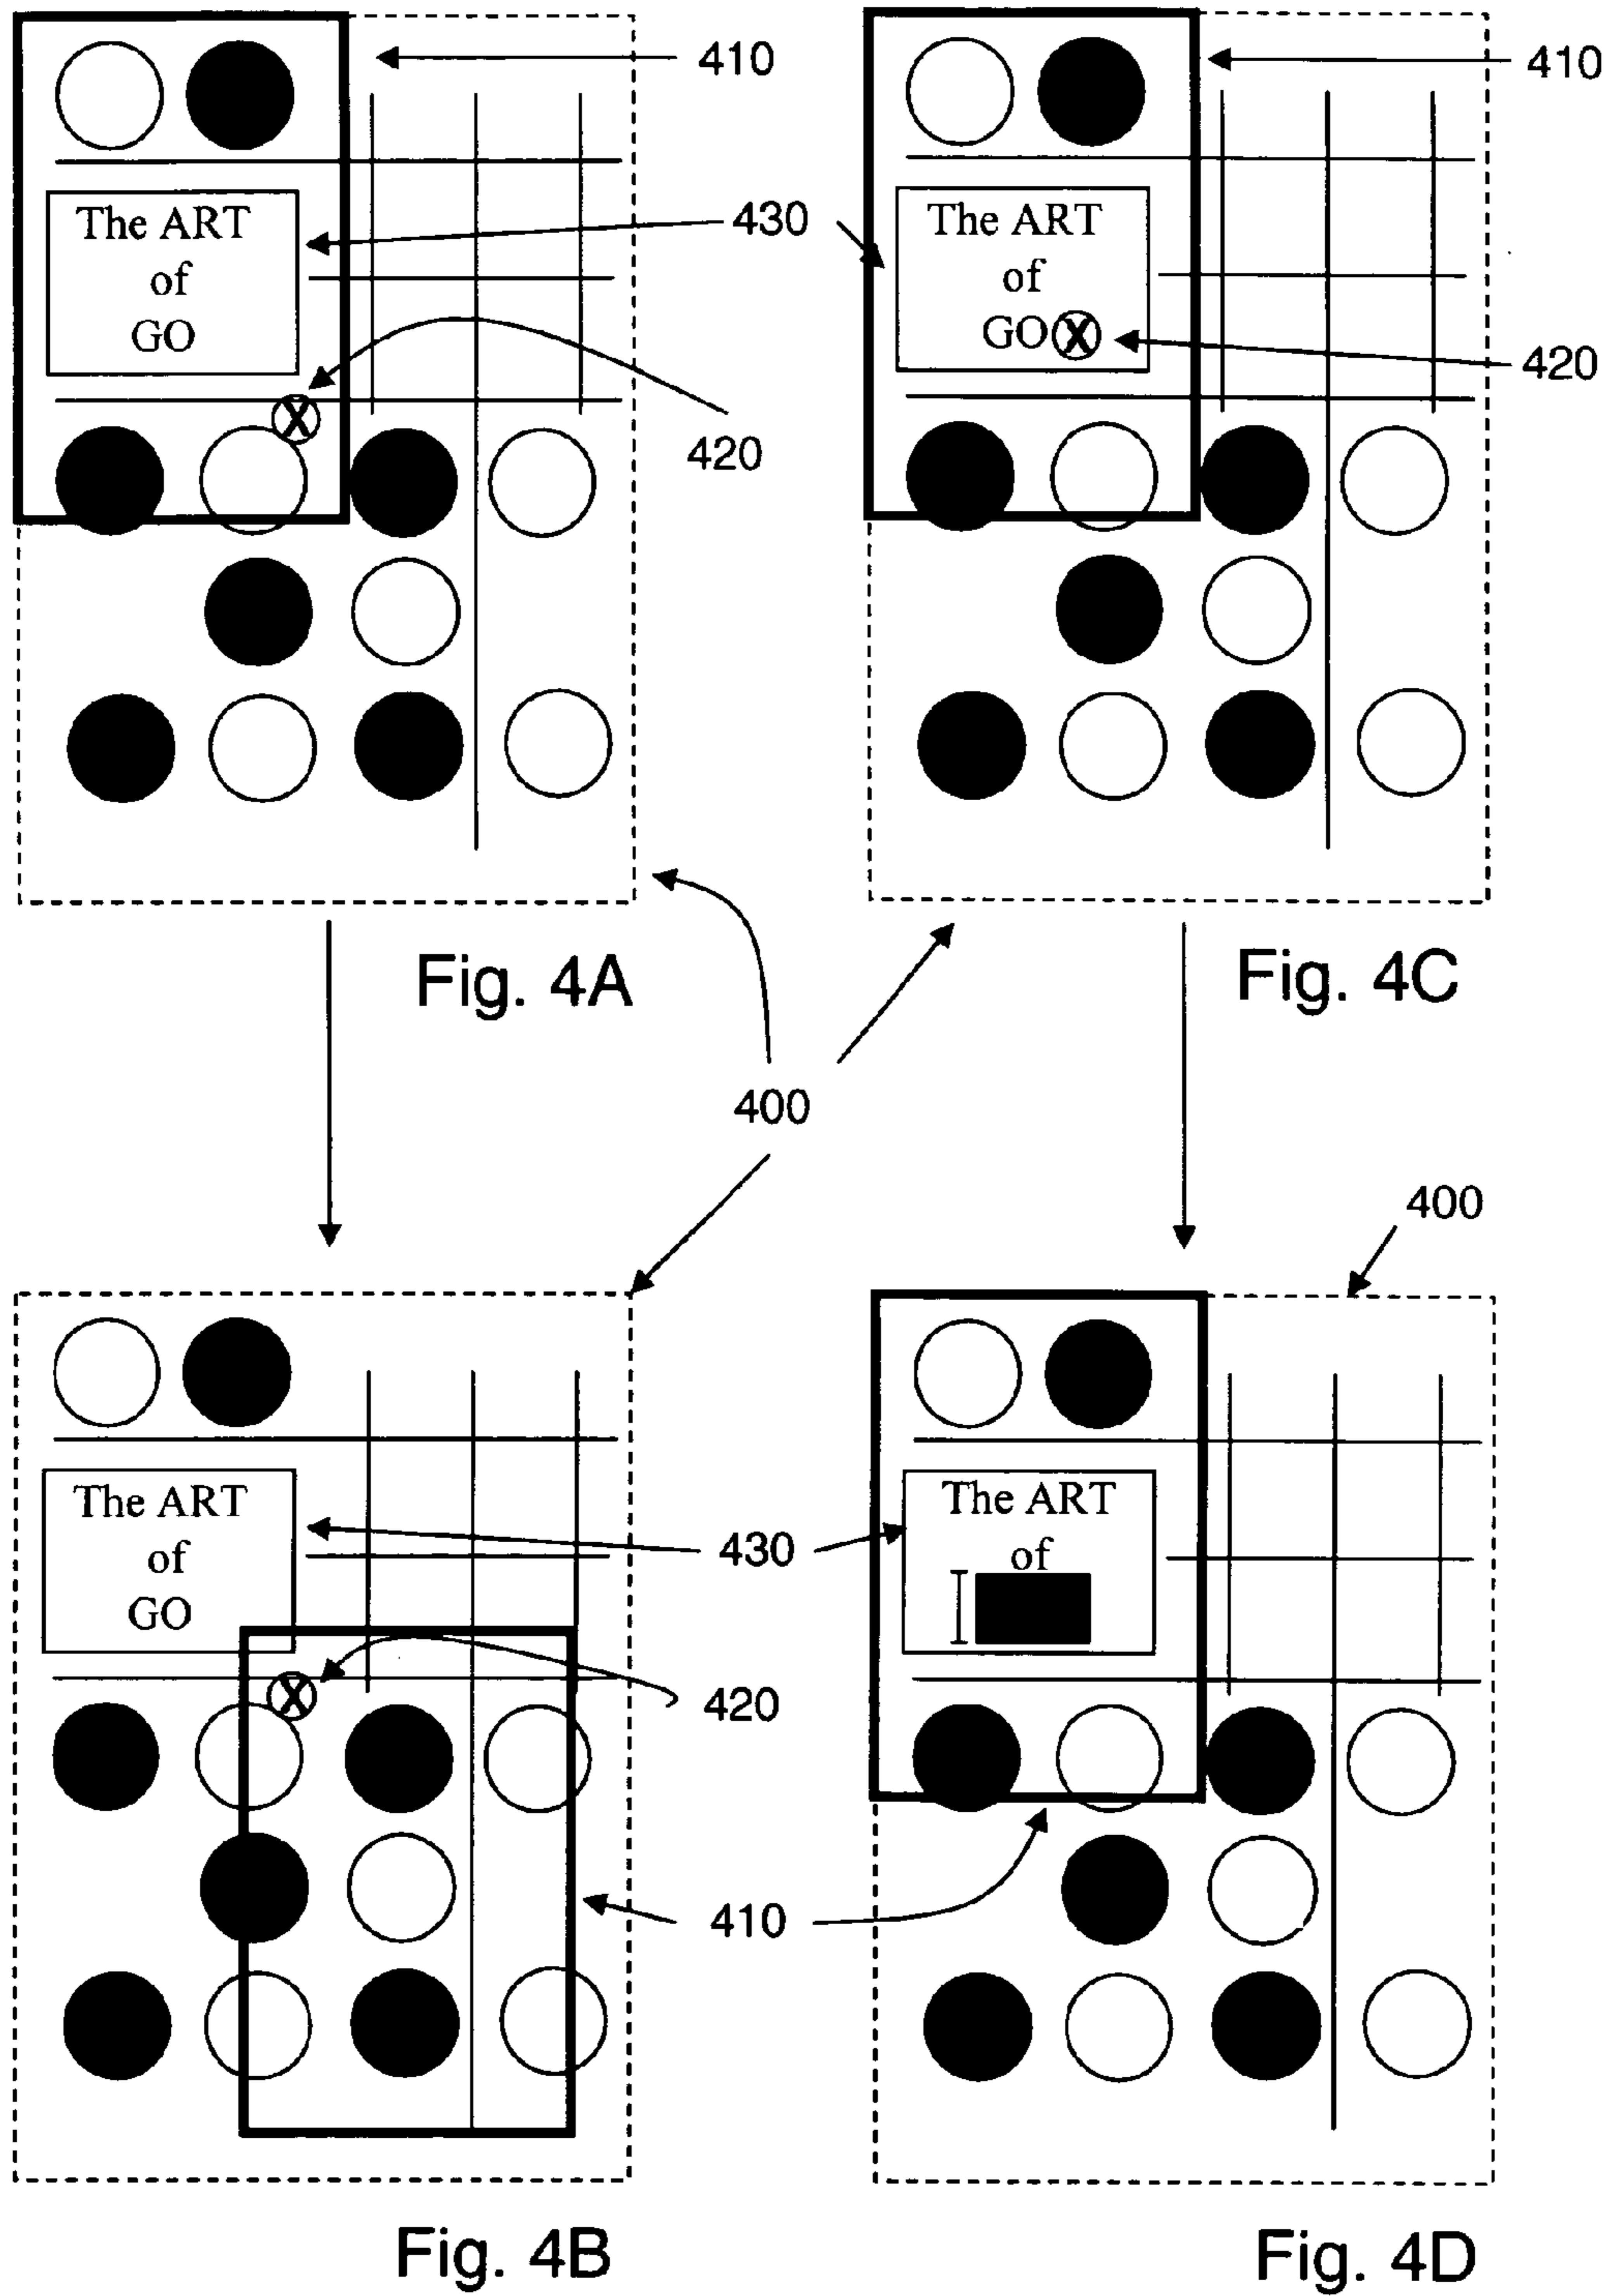 410
410
The ART
of
GO
430
The ART
of
GO X
420
X
420
Fig. 4A
Fig. 4C
400
400
The ART
of
GO
430
The ART
of
X
420
410
Fig. 4B
Fig. 4D